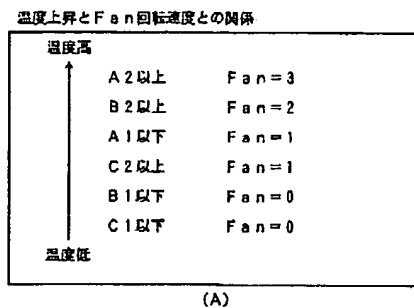 温度上昇とFan回転速度との関係
温度高
A2以上 Fan=3
B2以上 Fan=2
A1以下 Fan=1
C2以上 Fan=1
B1以下 Fan=0
C1以下 Fan=0
温度低
(A)